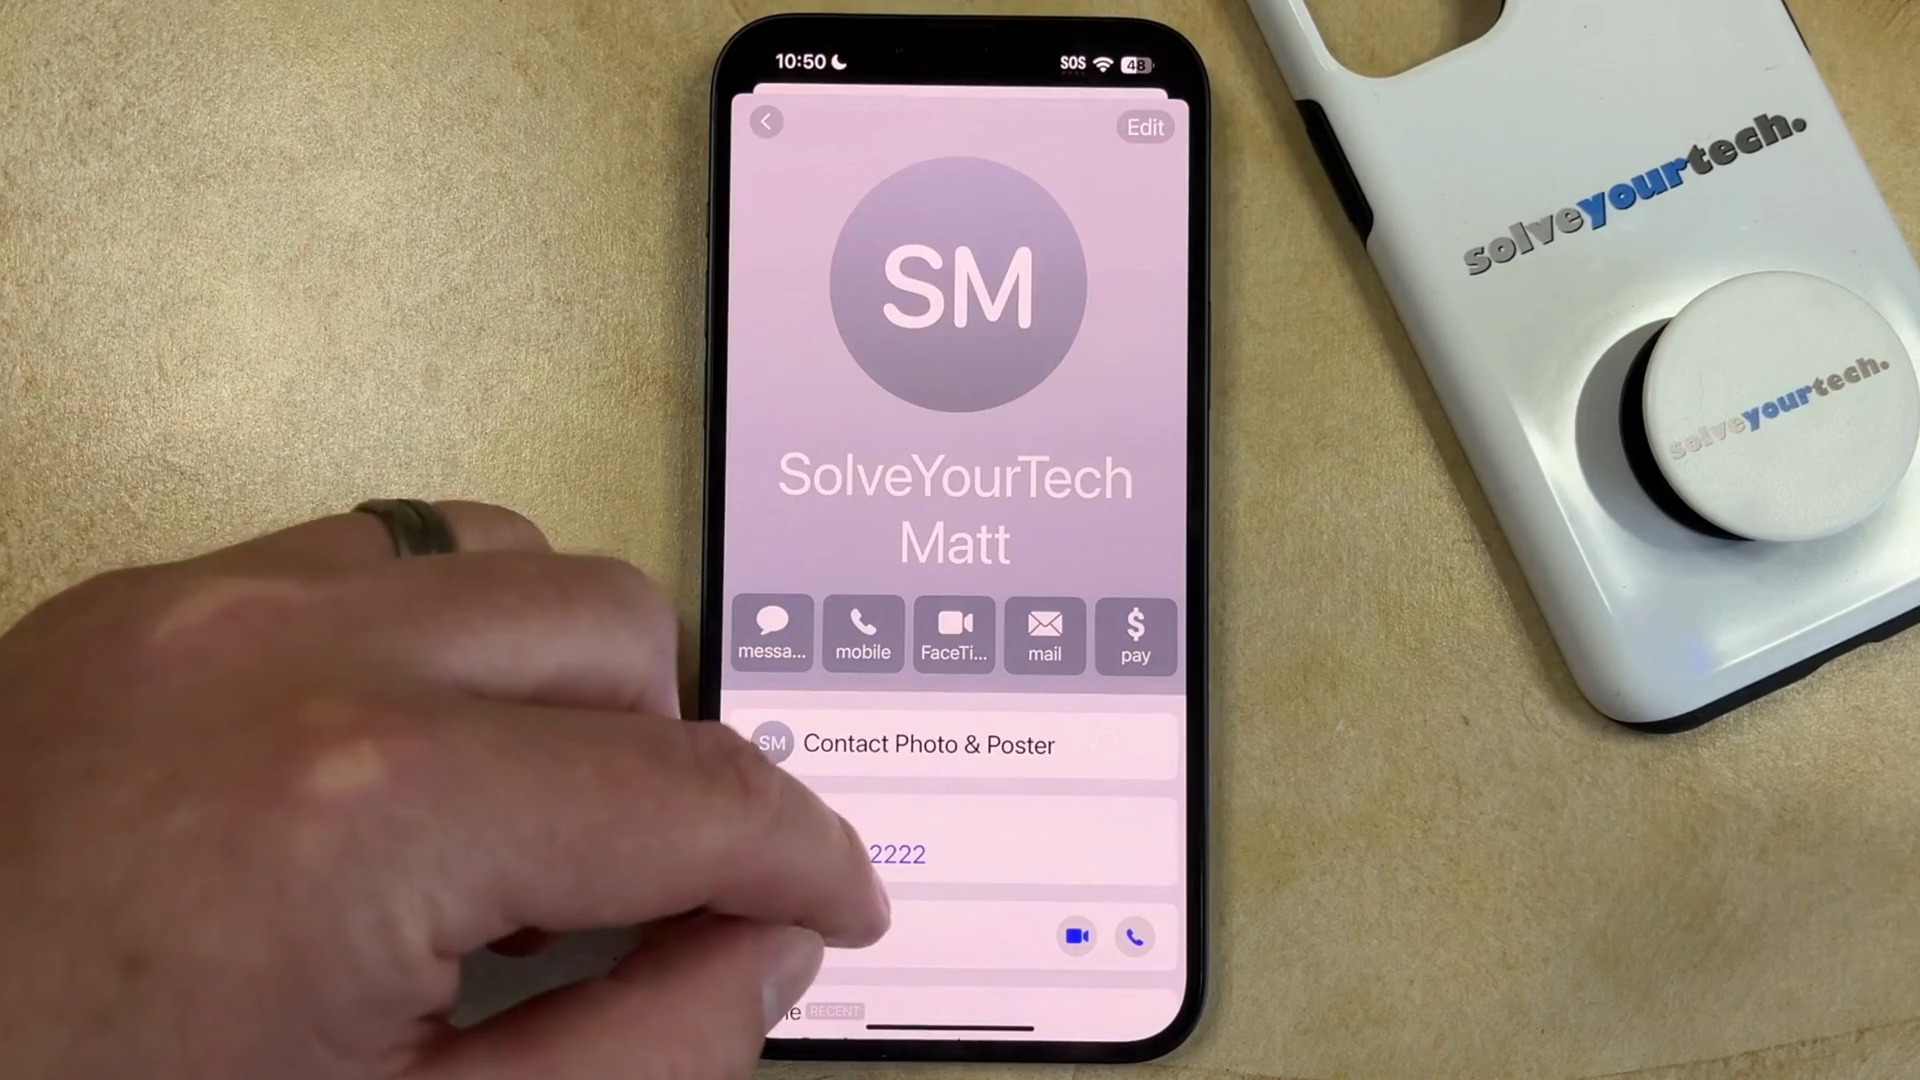 10:50
SOS
48
Edit
SM
SolveYourTech
Matt
messa...
mobile
FaceTi...
mail
pay
SM
Contact Photo & Poster
2222
RECENT
solveyourtech.
solveyourtech.